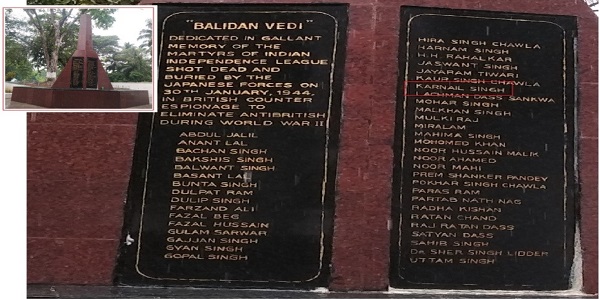 "BALIDAN VEDI"
DEDICATED IN GALLANT
MEMORY OF THE
MARTYRS OF INDIAN
INDEPENDENCE LEAGUE
SHOT DEAD AND
BURIED BY THE
JAPANESE FORCES ON
30TH JANUARY, 1944,
IN BRITISH COUNTER
ESPIONAGE TO
ELIMINATE ANTIBRITISH
DURING WORLD WAR II
ABDUL JALIL
ANANT LAL
BACHAN SINGH
BAKSHIS SINGH
BALWANT SINGH
BASANT LAL
BUNTA SINGH
DULPAT RAM
DULIP SINGH
FARZAND ALI
FAZAL BEG
FAZAL HUSSAIN
GULAM SARWAR
GAJJAN SINGH
GYAN SINGH
GOPAL SINGH
HIRA SINGH CHAWLA
HARNAM SINGH
H.H. RAHALKAR
JASWANT SINGH
JAYARAM TIWARI
KAUR SINGH CHAWLA
KARNAIL SINGH
LACHMAN DASS SANKWA
MOHAR SINGH
MALKHAN SINGH
MULKI RAJ
MIRALAM
MAHIMA SINGH
MOHOMED KHAN
NOOR HUSSAIN MALIK
NOOR AHAMED
NOOR MAHI
PREM SHANKER PANDEY
POKHAR SINGH CHAWLA
PARAS RAM
PARTAB NATH NAG
RADHA KISHAN
RATAN CHAND
RAJ RATAN DASS
SATYAN DASS
SAHIB SINGH
DR SHER SINGH LIDDER
UTTAM SINGH